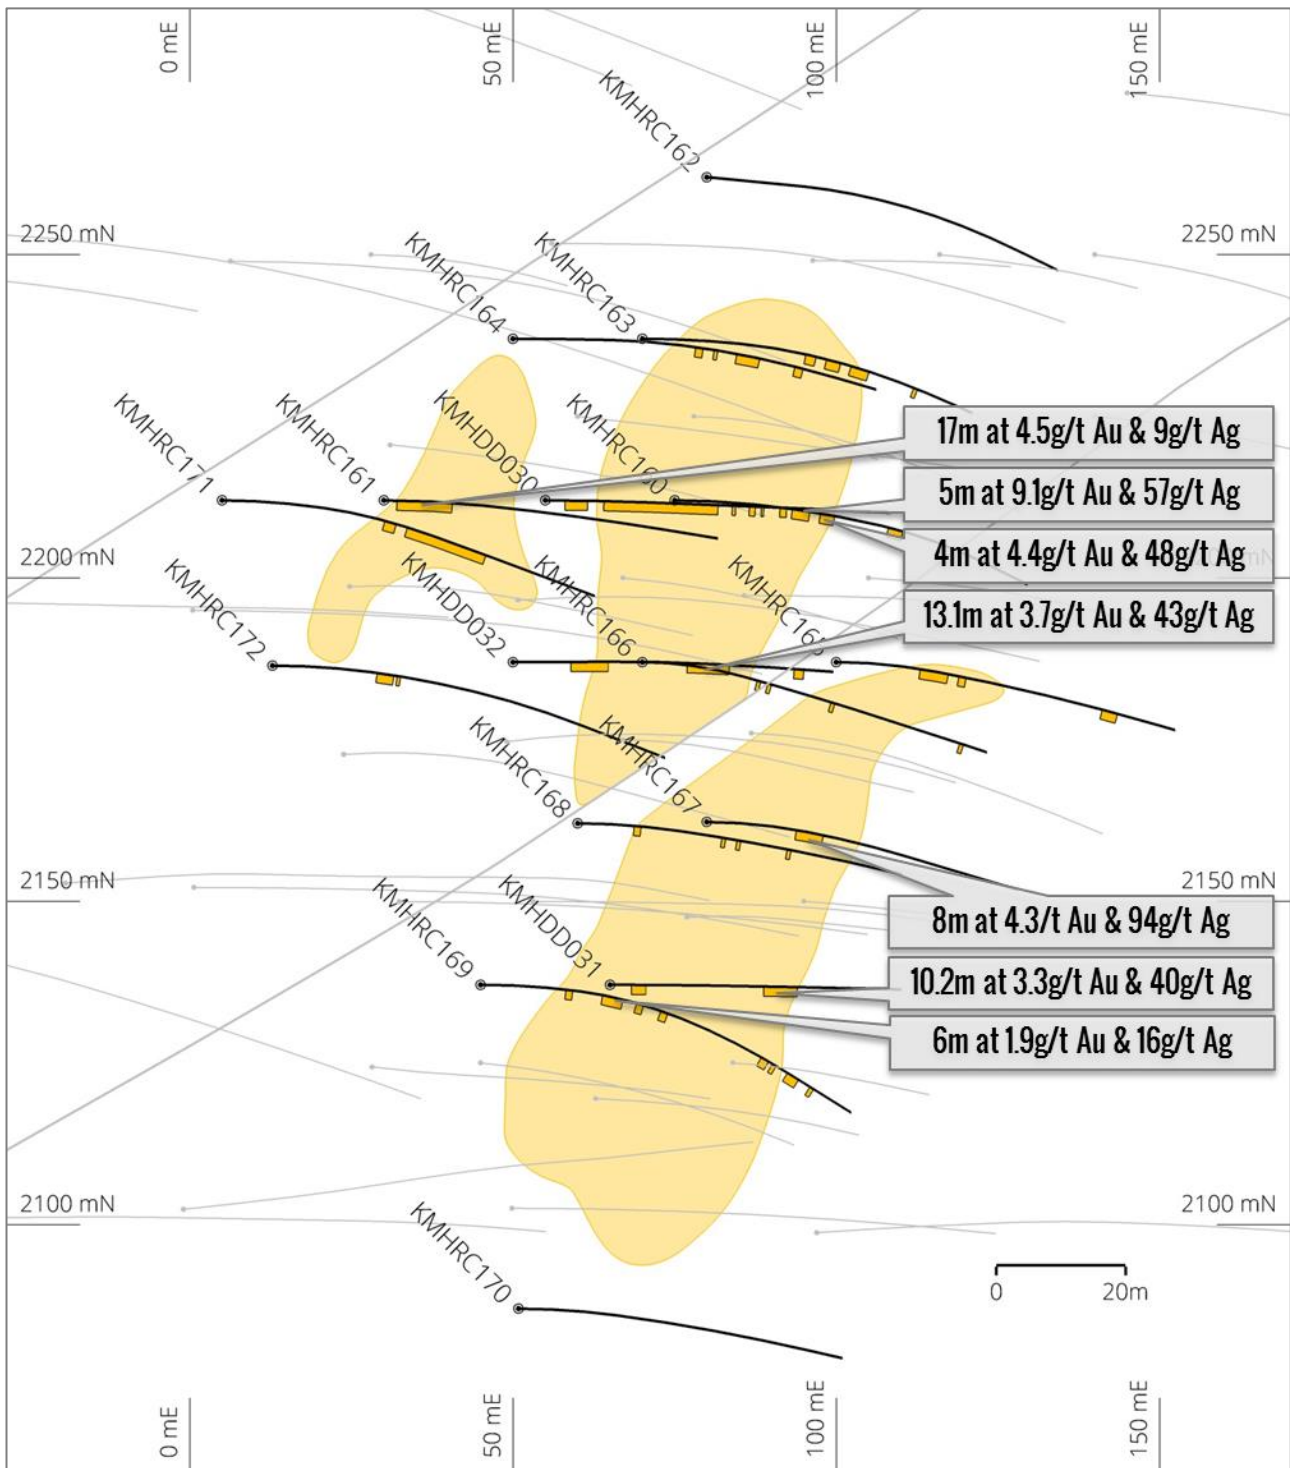 0 mE
50 mE
100 mE
150 mE
KMHRC162
2250 mN
2250 mN
KMHRC164
KMHRC163
KMHRC171
KMHRC161
KMHDD030
KMHRC160
17m at 4.5g/t Au & 9g/t Ag
5m at 9.1g/t Au & 57g/t Ag
4m at 4.4g/t Au & 48g/t Ag
2200 mN
mN
KMHRC172
KMHDD032
KMHRC166
13.1m at 3.7g/t Au & 43g/t Ag
KMHRC168
KMHRC167
2150 mN
2150 mN
8m at 4.3/t Au & 94g/t Ag
KMHRC169
KMHDD031
10.2m at 3.3g/t Au & 40g/t Ag
6m at 1.9g/t Au & 16g/t Ag
2100 mN
2100 mN
KMHRC170
0
20m
0 mE
50 mE
100 mE
150 mE